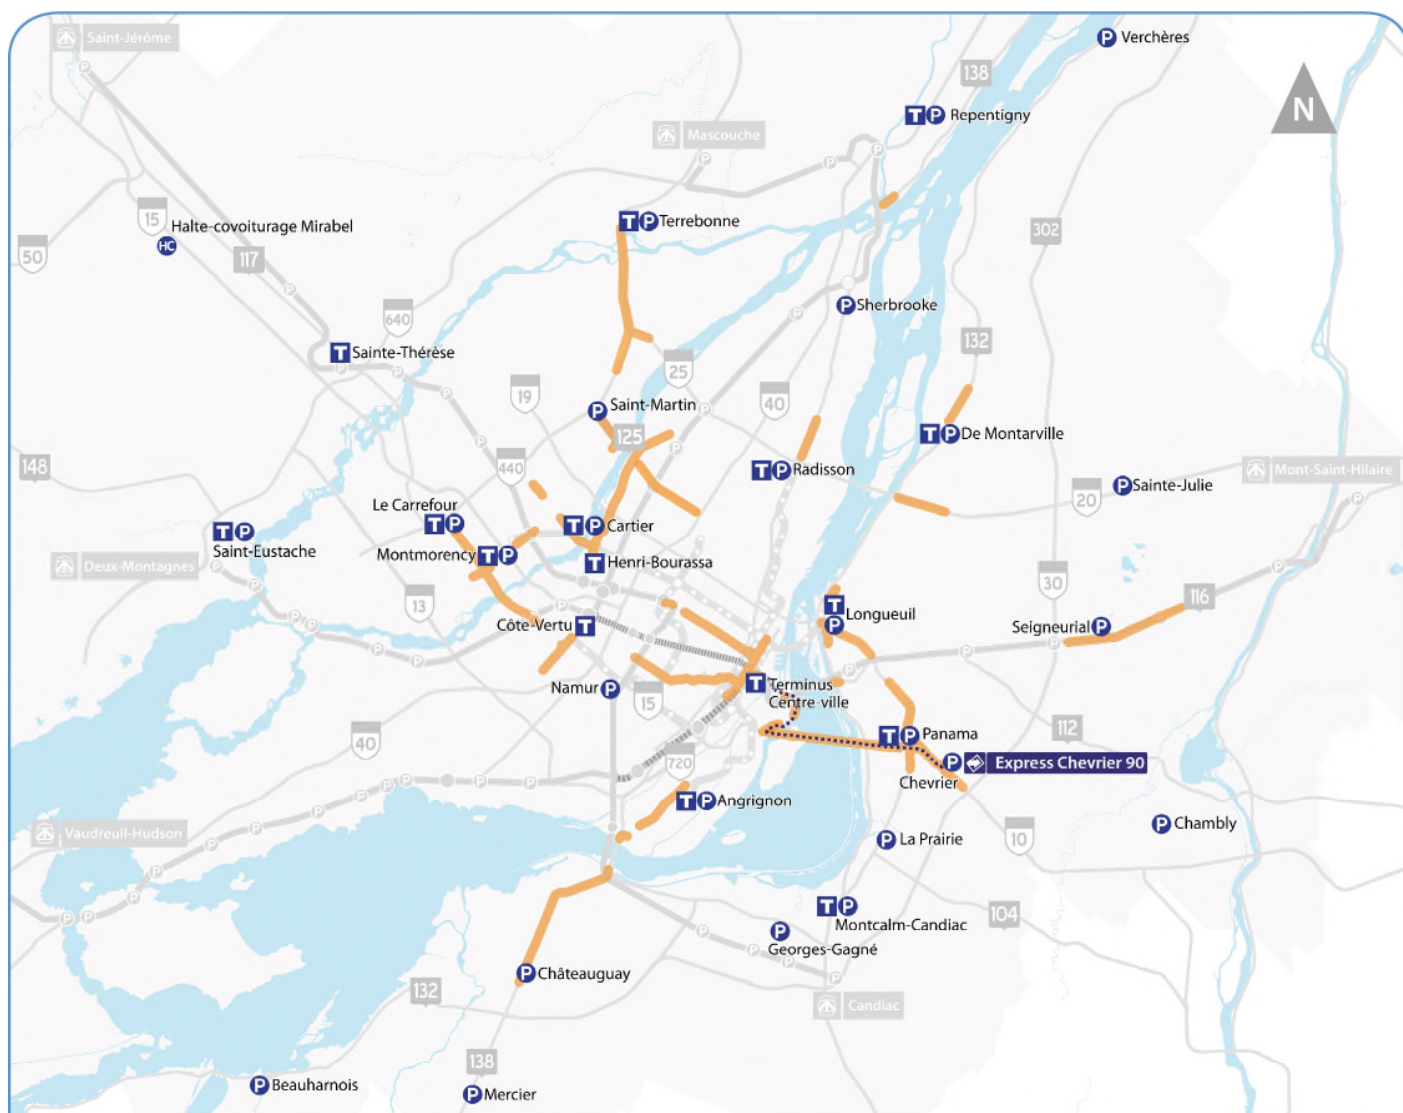 Saint-Jérôme
Verchères
138
T P Repentigny
N
Mascouche
15
Halte-covoiturage Mirabel
HC
T P Terrebonne
50
117
302
P Sherbrooke
640
132
T Sainte-Thérèse
25
19
40
P Saint-Martin
125
T P De Montarville
148
440
T P Radisson
Mont-Saint-Hilaire
P Sainte-Julie
20
Le Carrefour
T P
T P Cartier
T P
Saint-Eustache
Montmorency T P
Henri-Bourassa
T
Deux-Montagnes
30
13
116
T
Longueuil
P
Côte-Vertu T
Seigneurial P
Namur P
T Terminus
Centre-ville
15
112
40
T P Panama
720
P Express Chevrier 90
Chevrier
T P Angrignon
Vaudreuil-Hudson
P Chambly
P La Prairie
10
T P
Montcalm-Candiac
104
P
Georges-Gagné
P Châteauguay
132
Candiac
138
P Beauharnois
P Mercier